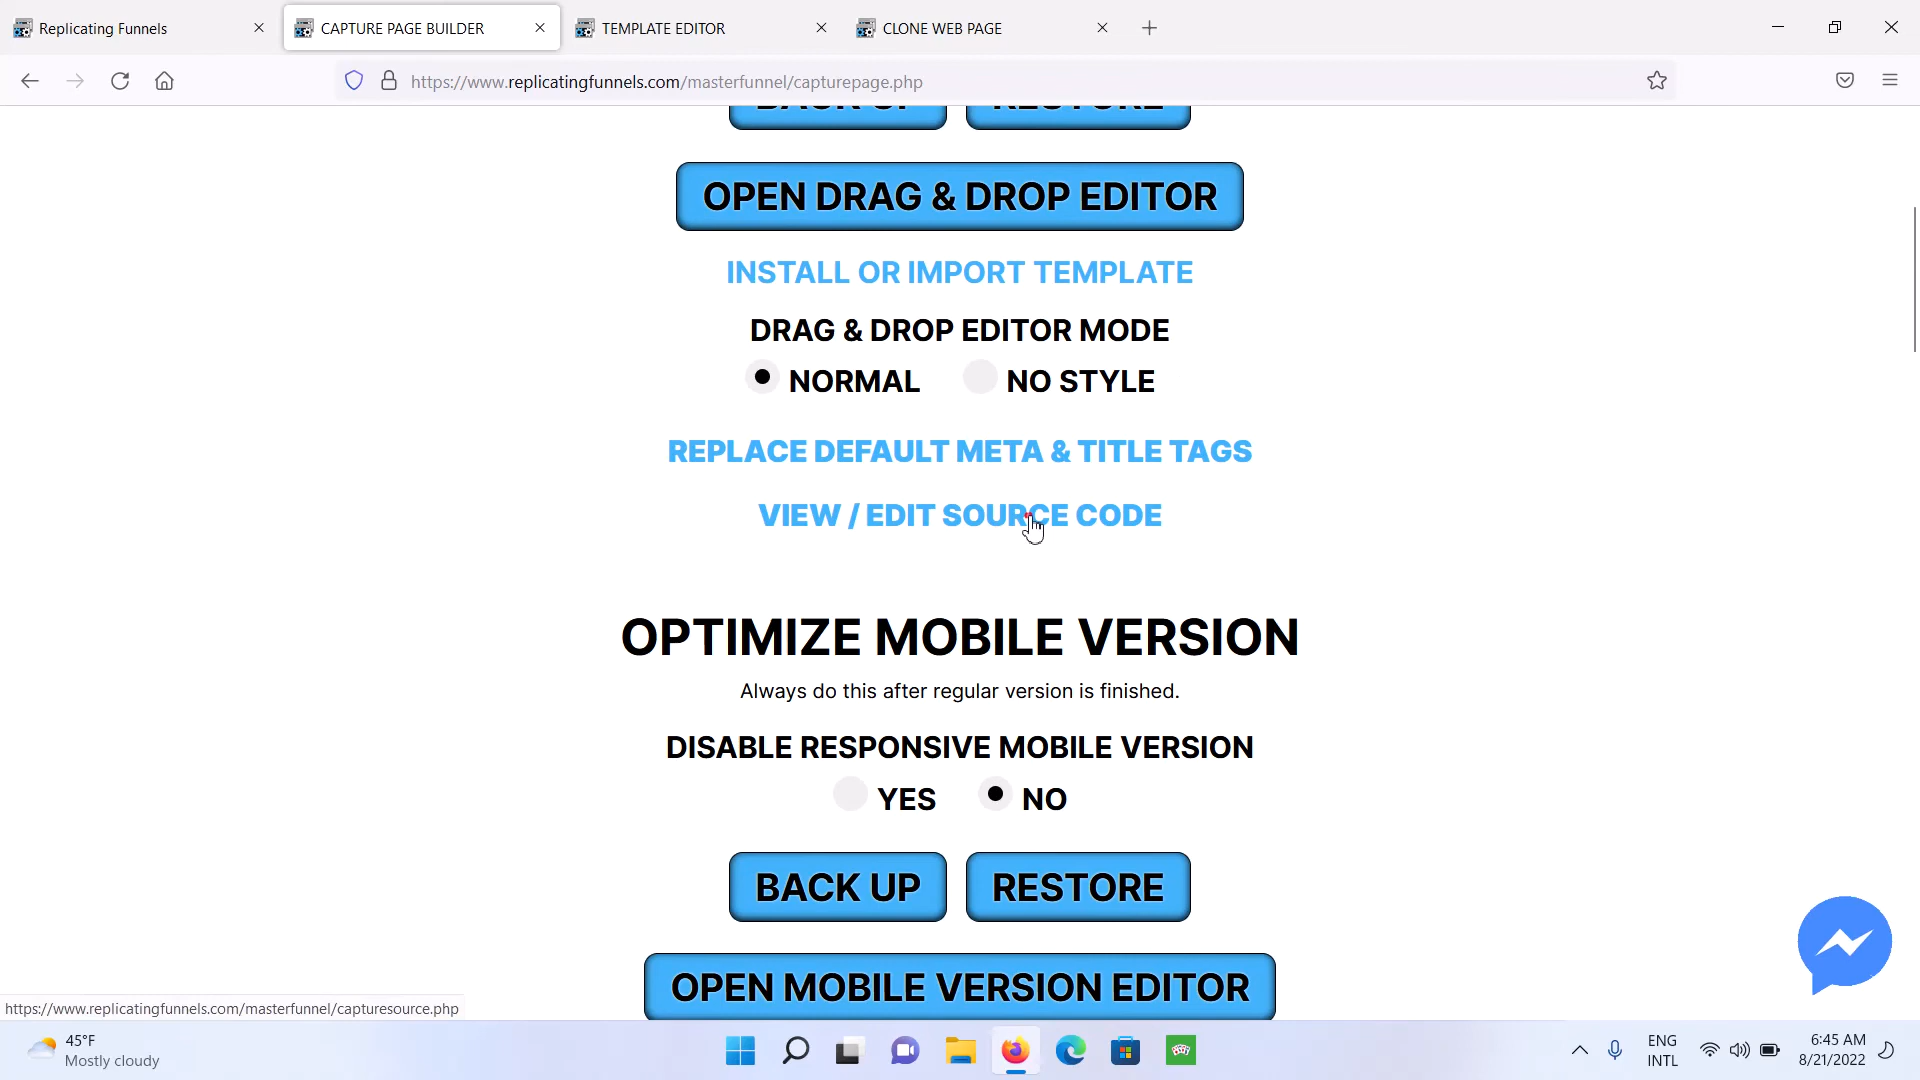 Replicating Funnels
CAPTURE PAGE BUILDER
TEMPLATE EDITOR
CLONE WEB PAGE
https://www.replicatingfunnels.com/masterfunnel/capturepage.php
BACK UP RESTORE
OPEN DRAG & DROP EDITOR
INSTALL OR IMPORT TEMPLATE
DRAG & DROP EDITOR MODE
NORMAL NO STYLE
REPLACE DEFAULT META & TITLE TAGS
VIEW / EDIT SOURCE CODE
OPTIMIZE MOBILE VERSION
Always do this after regular version is finished.
DISABLE RESPONSIVE MOBILE VERSION
YES NO
BACK UP RESTORE
OPEN MOBILE VERSION EDITOR
https://www.replicatingfunnels.com/masterfunnel/capturesource.php
45°F
Mostly cloudy
ENG
INTL
6:45 AM
8/21/2022